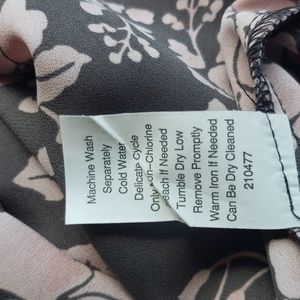 Machine Wash
Separately
Cold Water
Delicate Cycle
Only Non-Chlorine
Bleach If Needed
Tumble Dry Low
Remove Promptly
Warm Iron If Needed
Can Be Dry Cleaned
210477